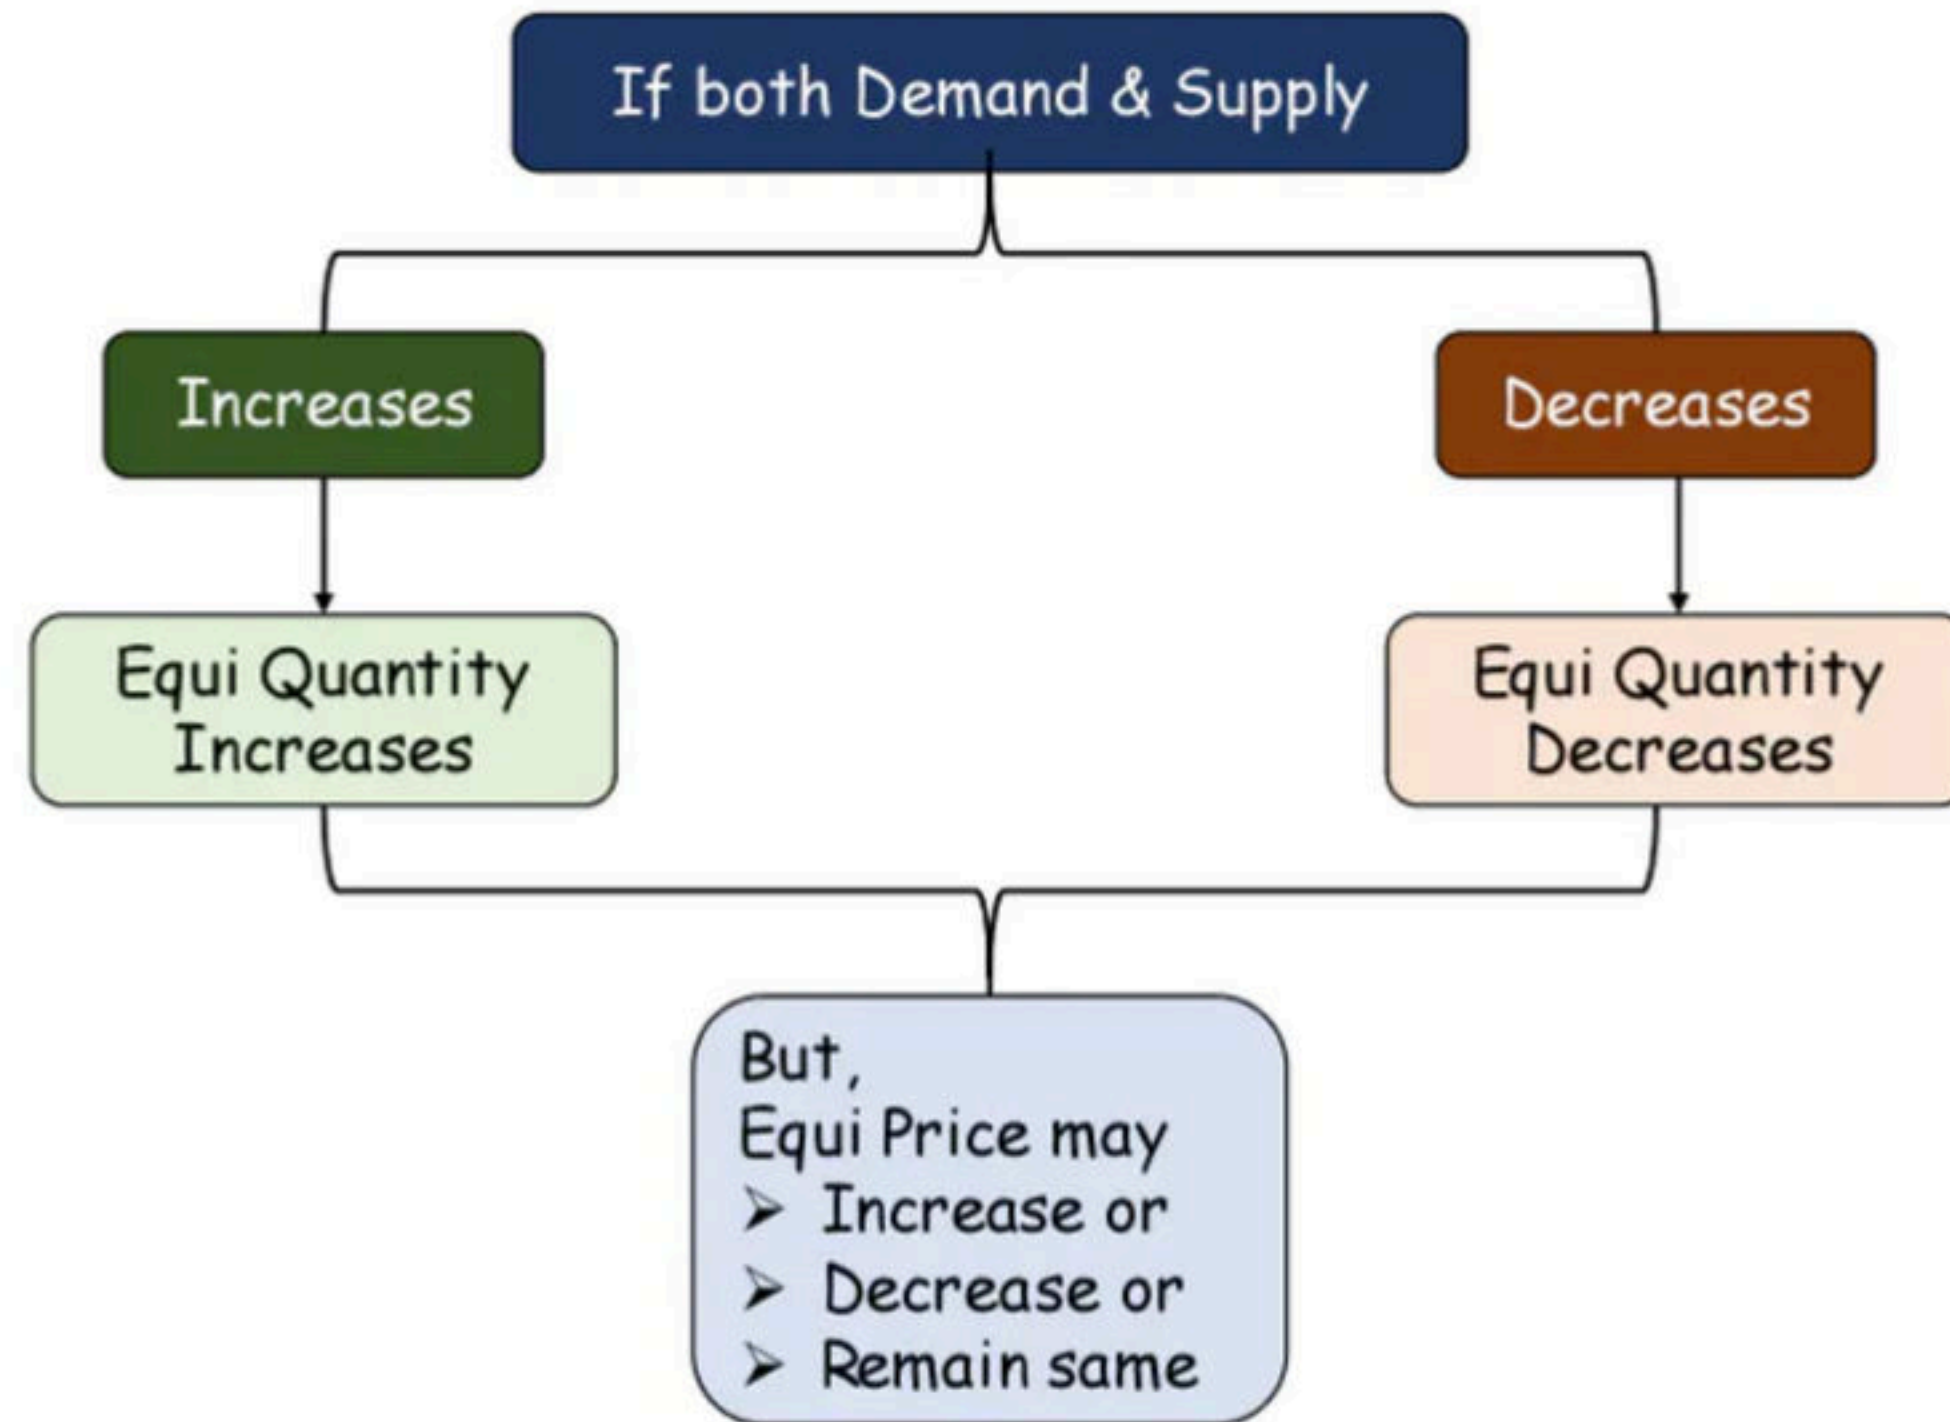 If both Demand & Supply
Increases
Decreases
Equi Quantity
Increases
Equi Quantity
Decreases
But,
Equi Price may
➢ Increase or
➢ Decrease or
➢ Remain same